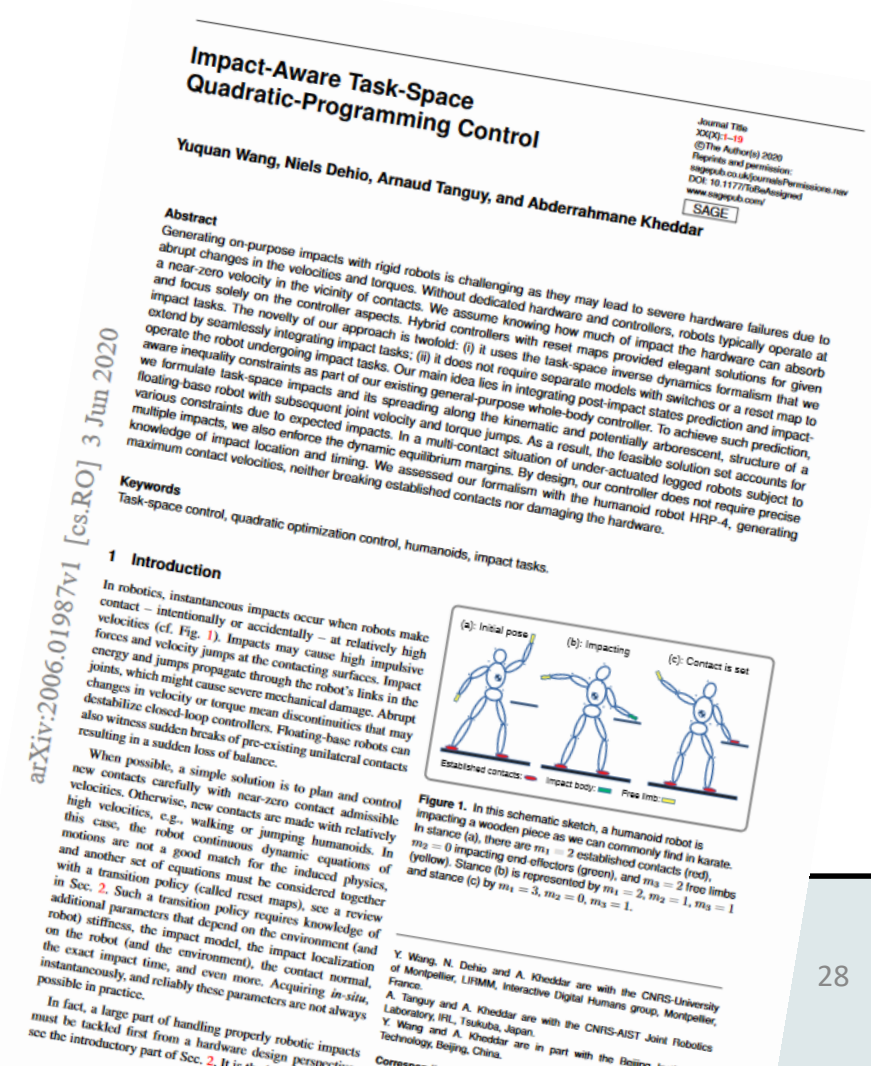 Impact-Aware Task-Space
Quadratic-Programming Control
Journal Title
XX(X):1–19
©The Author(s) 2020
Reprints and permission:
sagepub.co.uk/journalsPermissions.nav
DOI: 10.1177/ToBeAssigned
www.sagepub.com/
SAGE
Yuquan Wang, Niels Dehio, Arnaud Tanguy, and Abderrahmane Kheddar
Abstract
Generating on-purpose impacts with rigid robots is challenging as they may lead to severe hardware failures due to
abrupt changes in the velocities and torques. Without dedicated hardware and controllers, robots typically operate at
a near-zero velocity in the vicinity of contacts. We assume knowing how much of impact the hardware can absorb
and focus solely on the controller aspects. Hybrid controllers with reset maps provided elegant solutions for given
impact tasks. The novelty of our approach is twofold: (i) it uses the task-space inverse dynamics formalism that we
extend by seamlessly integrating impact tasks; (ii) it does not require separate models with switches or a reset map to
operate the robot undergoing impact tasks. Our main idea lies in integrating post-impact states prediction and impact-
aware inequality constraints as part of our existing general-purpose whole-body controller. To achieve such prediction,
we formulate task-space impacts and its spreading along the kinematic and potentially arborescent, structure of a
floating-base robot with subsequent joint velocity and torque jumps. As a result, the feasible solution set accounts for
various constraints due to expected impacts. In a multi-contact situation of under-actuated legged robots subject to
multiple impacts, we also enforce the dynamic equilibrium margins. By design, our controller does not require precise
knowledge of impact location and timing. We assessed our formalism with the humanoid robot HRP-4, generating
maximum contact velocities, neither breaking established contacts nor damaging the hardware.
Keywords
Task-space control, quadratic optimization control, humanoids, impact tasks.
arXiv:2006.01987v1 [cs.RO] 3 Jun 2020
1 Introduction
In robotics, instantaneous impacts occur when robots make
contact – intentionally or accidentally – at relatively high
velocities (cf. Fig. 1). Impacts may cause high impulsive
forces and velocity jumps at the contacting surfaces. Impact
energy and jumps propagate through the robot's links in the
joints, which might cause severe mechanical damage. Abrupt
changes in velocity or torque mean discontinuities that may
destabilize closed-loop controllers. Floating-base robots can
also witness sudden breaks of pre-existing unilateral contacts
resulting in a sudden loss of balance.
When possible, a simple solution is to plan and control
new contacts carefully with near-zero contact admissible
velocities. Otherwise, new contacts are made with relatively
high velocities, e.g., walking or jumping humanoids. In
this case, the robot continuous dynamic equations of
motions are not a good match for the induced physics,
and another set of equations must be considered together
with a transition policy (called reset maps), see a review
in Sec. 2. Such a transition policy requires knowledge of
additional parameters that depend on the environment (and
robot) stiffness, the impact model, the impact localization
on the robot (and the environment), the contact normal,
the exact impact time, and even more. Acquiring in-situ,
instantaneously, and reliably these parameters are not always
possible in practice.
In fact, a large part of handling properly robotic impacts
must be tackled first from a hardware design perspective
see the introductory part of Sec. 2. It is
(a): Initial pose
(b): Impacting
(c): Contact is set
Established contacts:
Impact body:
Free limb:
Figure 1. In this schematic sketch, a humanoid robot is
impacting a wooden piece as we can commonly find in karate.
In stance (a), there are m₁ = 2 established contacts (red),
m₂ = 0 impacting end-effectors (green), and m₃ = 2 free limbs
(yellow). Stance (b) is represented by m₁ = 2, m₂ = 1, m₃ = 1
and stance (c) by m₁ = 3, m₂ = 0, m₃ = 1.
Y. Wang, N. Dehio and A. Kheddar are with the CNRS-University
of Montpellier, LIRMM, Interactive Digital Humans group, Montpellier,
France.
A. Tanguy and A. Kheddar are with the CNRS-AIST Joint Robotics
Laboratory, IRL, Tsukuba, Japan.
Y. Wang and A. Kheddar are in part with the Beijing
Technology, Beijing, China.
28